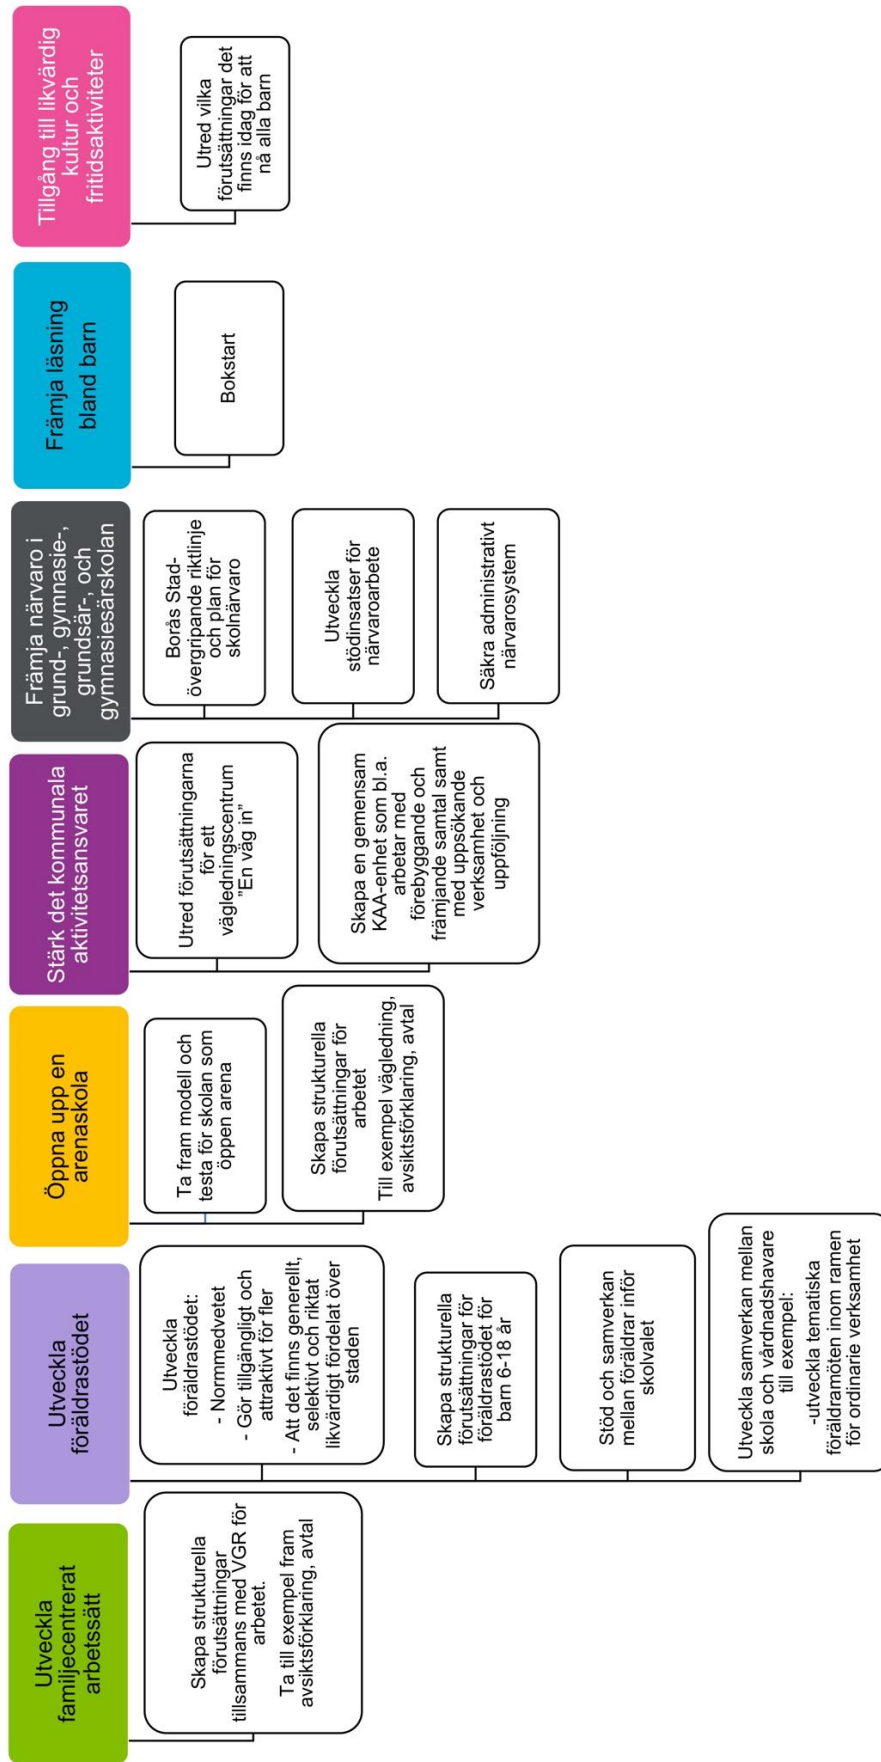 Utveckla
familjecentrerat
arbetssätt
Skapa strukturella
förutsättningar
tillsammans med VGR för
arbetet.
Ta till exempel fram
avsiktsförklaring, avtal
Utveckla
föräldrastödet
Utveckla
föräldrastödet:
- Normmedvetet
- Gör tillgängligt och
attraktivt för fler
- Att det finns generellt,
selektivt och riktat
likvärdigt fördelat över
staden
Skapa strukturella
förutsättningar för
föräldrastödet för
barn 6-18 år
Stöd och samverkan
mellan föräldrar inför
skolvalet
Utveckla samverkan mellan
skola och vårdnadshavare
till exempel:
-utveckla tematiska
föräldramöten inom ramen
för ordinarie verksamhet
Öppna upp en
arenaskola
Ta fram modell och
testa för skolan som
öppen arena
Skapa strukturella
förutsättningar för
arbetet
Till exempel vägledning,
avsiktsförklaring, avtal
Stärk det kommunala
aktivitetsansvaret
Utred förutsättningarna
för ett
vägledningscentrum
”En väg in”
Skapa en gemensam
KAA-enhet som bl.a.
arbetar med
förebyggande och
främjande samtal samt
med uppsökande
verksamhet och
uppföljning
Främja närvaro i
grund-, gymnasie-,
grundsär-, och
gymnasiesärskolan
Borås Stad-
övergripande riktlinje
och plan för
skolnärvaro
Utveckla
stödinsatser för
närvaroarbete
Säkra administrativt
närvarosystem
Främja läsning
bland barn
Bokstart
Tillgång till likvärdig
kultur och
fritidsaktiviteter
Utred vilka
förutsättningar det
finns idag för att
nå alla barn